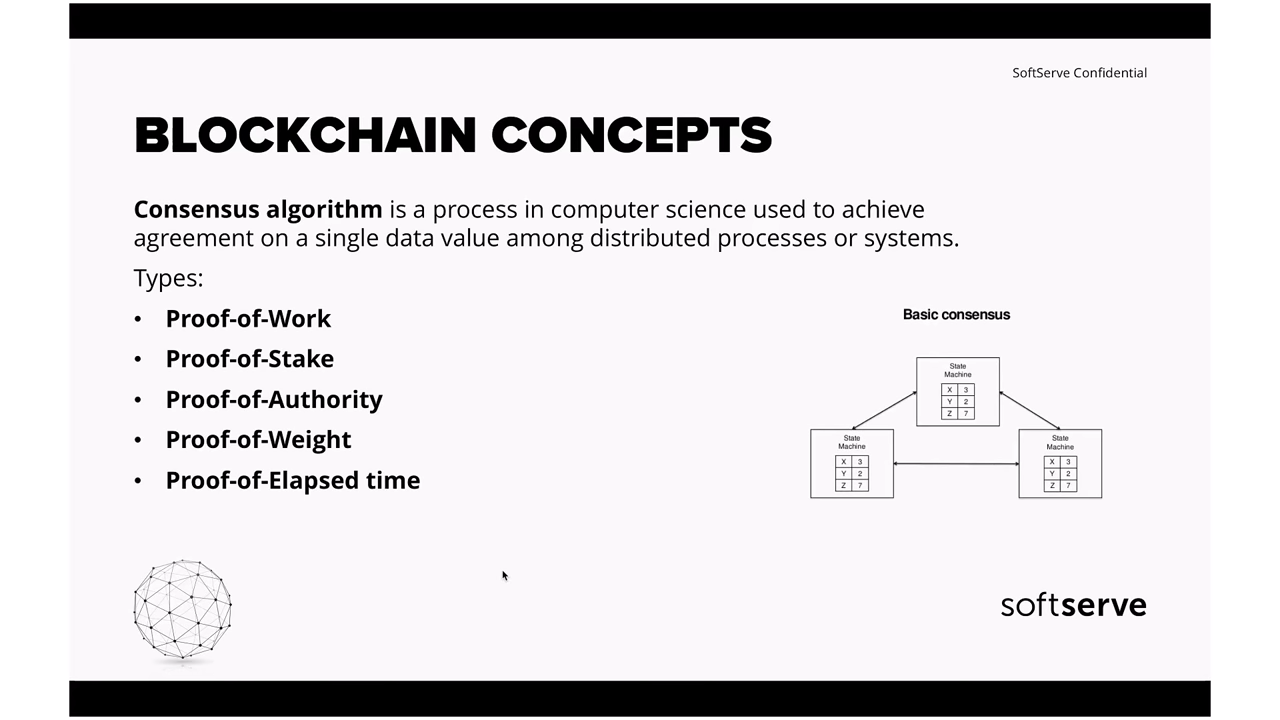 SoftServe Confidential
BLOCKCHAIN CONCEPTS
Consensus algorithm is a process in computer science used to achieve
agreement on a single data value among distributed processes or systems.
Types:
• Proof-of-Work
• Proof-of-Stake
• Proof-of-Authority
• Proof-of-Weight
• Proof-of-Elapsed time
Basic consensus
State
Machine
X 3
Y 2
Z 7
State
Machine
X 3
Y 2
Z 7
State
Machine
X 3
Y 2
Z 7
softserve